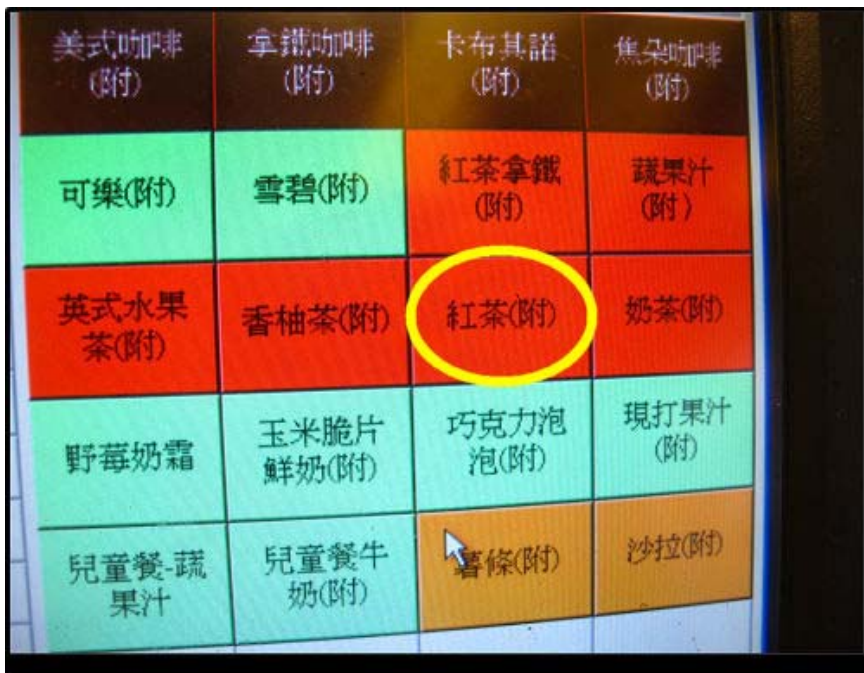 美式咖啡
(附)
拿鐵咖啡
(附)
卡布其諾
(附)
焦朵咖啡
(附)
可樂(附)
雪碧(附)
紅茶拿鐵
(附)
蔬果汁
(附)
英式水果
茶(附)
香柚茶(附)
紅茶(附)
奶茶(附)
野莓奶霜
玉米脆片
鮮奶(附)
巧克力泡
泡(附)
現打果汁
(附)
兒童餐-蔬
果汁
兒童餐牛
奶(附)
薯條(附)
沙拉(附)